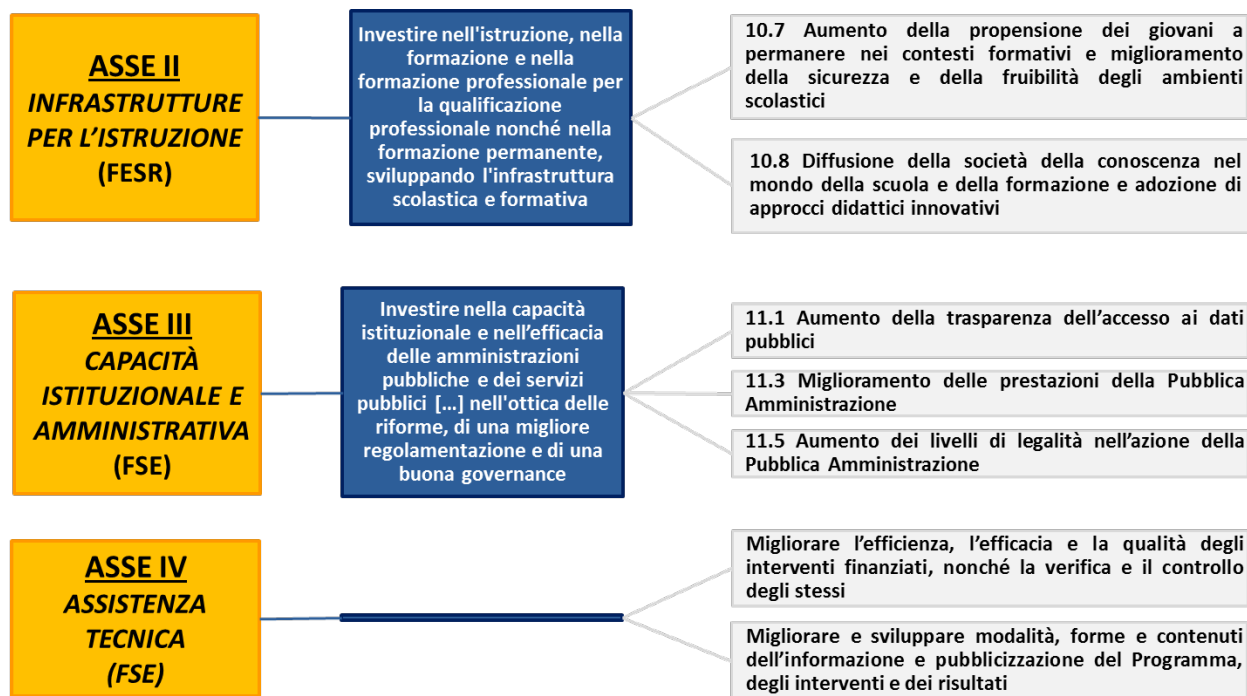 ASSE II
INFRASTRUTTURE
PER L'ISTRUZIONE
(FESR)
Investire nell'istruzione, nella
formazione e nella
formazione professionale per
la qualificazione
professionale nonché nella
formazione permanente,
sviluppando l'infrastruttura
scolastica e formativa
10.7 Aumento della propensione dei giovani a
permanere nei contesti formativi e miglioramento
della sicurezza e della fruibilità degli ambienti
scolastici
10.8 Diffusione della società della conoscenza nel
mondo della scuola e della formazione e adozione di
approcci didattici innovativi
ASSE III
CAPACITÀ
ISTITUZIONALE E
AMMINISTRATIVA
(FSE)
Investire nella capacità
istituzionale e nell’efficacia
delle amministrazioni
pubbliche e dei servizi
pubblici […] nell'ottica delle
riforme, di una migliore
regolamentazione e di una
buona governance
11.1 Aumento della trasparenza dell’accesso ai dati
pubblici
11.3 Miglioramento delle prestazioni della Pubblica
Amministrazione
11.5 Aumento dei livelli di legalità nell’azione della
Pubblica Amministrazione
ASSE IV
ASSISTENZA
TECNICA
(FSE)
Migliorare l’efficienza, l’efficacia e la qualità degli
interventi finanziati, nonché la verifica e il controllo
degli stessi
Migliorare e sviluppare modalità, forme e contenuti
dell’informazione e pubblicizzazione del Programma,
degli interventi e dei risultati